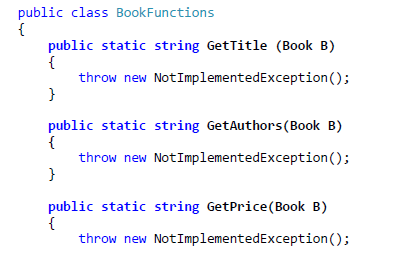 public class BookFunctions
{
    public static string GetTitle (Book B)
    {
        throw new NotImplementedException();
    }
    public static string GetAuthors(Book B)
    {
        throw new NotImplementedException();
    }
    public static string GetPrice(Book B)
    {
        throw new NotImplementedException();